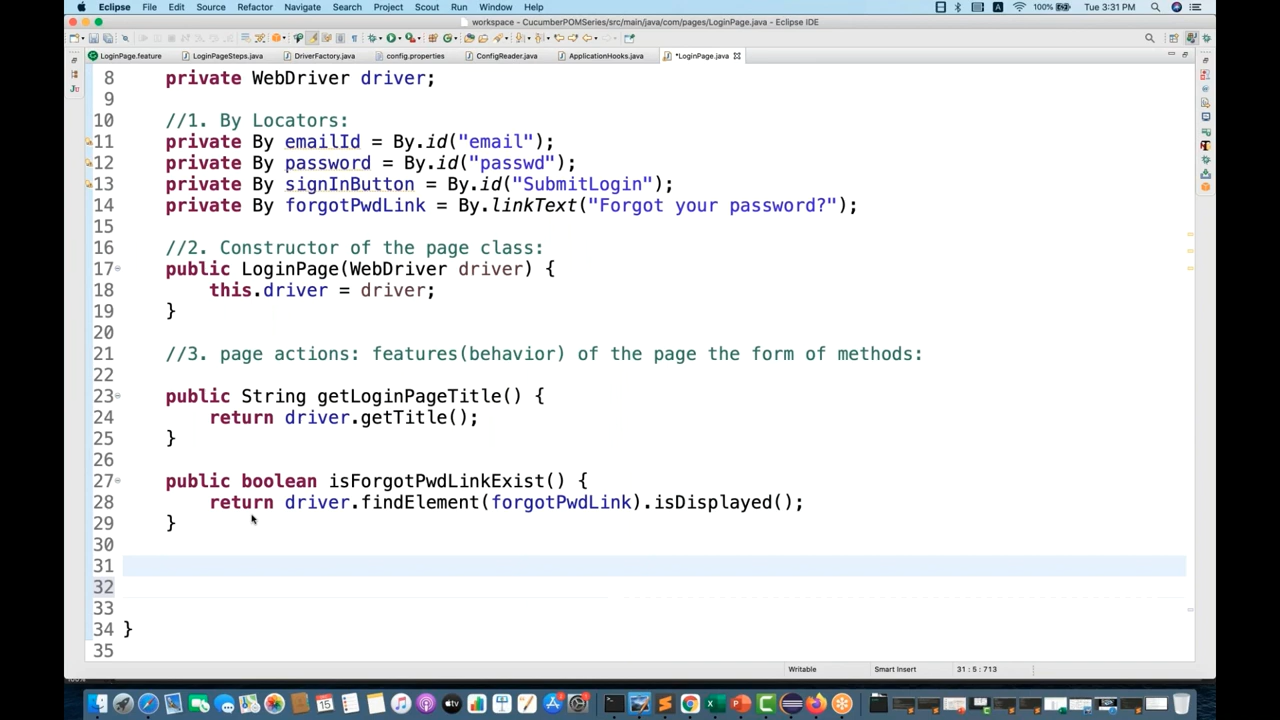 Eclipse File Edit Source Refactor Navigate Search Project Scout Run Window Help 100% Tue 3:31 PM
workspace - CucumberPOMSeries/src/main/java/com/pages/LoginPage.java - Eclipse IDE
LoginPage.feature LoginPageSteps.java DriverFactory.java config.properties ConfigReader.java ApplicationHooks.java *LoginPage.java
8 private WebDriver driver;
9
10 //1. By Locators:
11 private By emailId = By.id("email");
12 private By password = By.id("passwd");
13 private By signInButton = By.id("SubmitLogin");
14 private By forgotPwdLink = By.linkText("Forgot your password?");
15
16 //2. Constructor of the page class:
17 public LoginPage(WebDriver driver) {
18 this.driver = driver;
19 }
20
21 //3. page actions: features(behavior) of the page the form of methods:
22
23 public String getLoginPageTitle() {
24 return driver.getTitle();
25 }
26
27 public boolean isForgotPwdLinkExist() {
28 return driver.findElement(forgotPwdLink).isDisplayed();
29 }
30
31
32
33
34 }
35
Writable Smart Insert 31 : 5 : 713